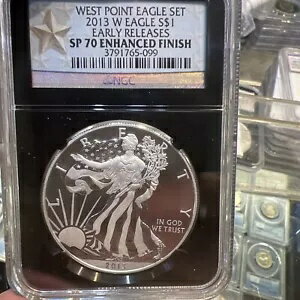 WEST POINT EAGLE SET
2013 W EAGLE S$1
EARLY RELEASES
SP 70 ENHANCED FINISH
3791765-099
NGC
LIBERTY
IN GOD
WE TRUST
2013